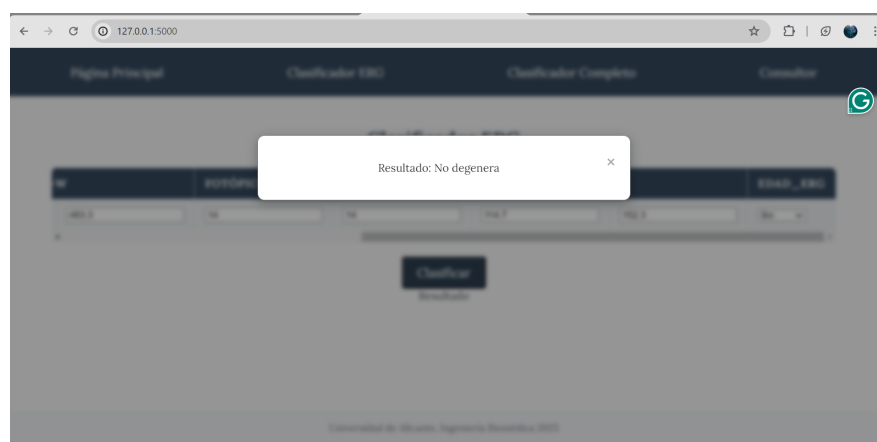 127.0.0.1:5000
Página Principal Clasificador ERG Clasificador Completo Consultor
Resultado: No degenera ×
EDAD_ERG
Clasificar
Resultado
Universidad de Alicante, Ingeniería Biomédica 2025